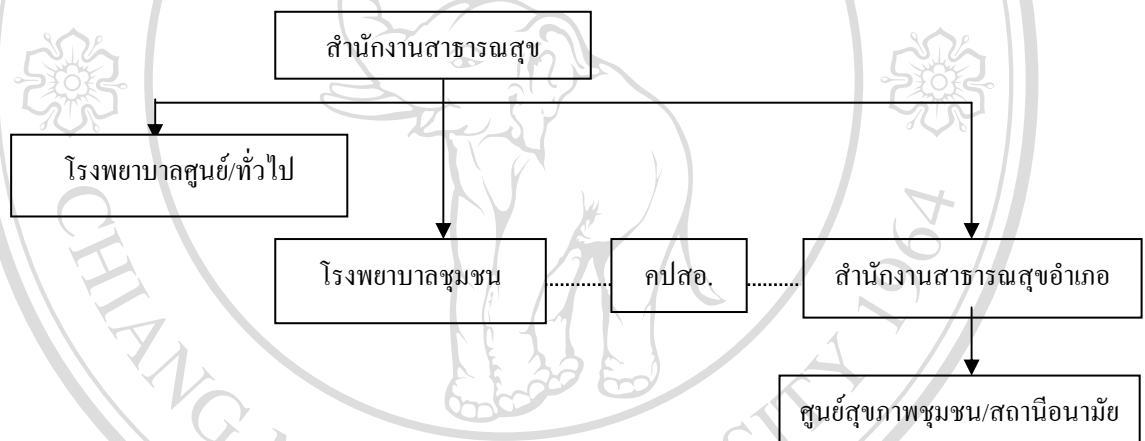 สำนักงานสาธารณสุข
โรงพยาบาลศูนย์/ทั่วไป
โรงพยาบาลชุมชน
คปสอ.
สำนักงานสาธารณสุขอำเภอ
ศูนย์สุขภาพชุมชน/สถานีอนามัย
CHIANG
SITY 1964